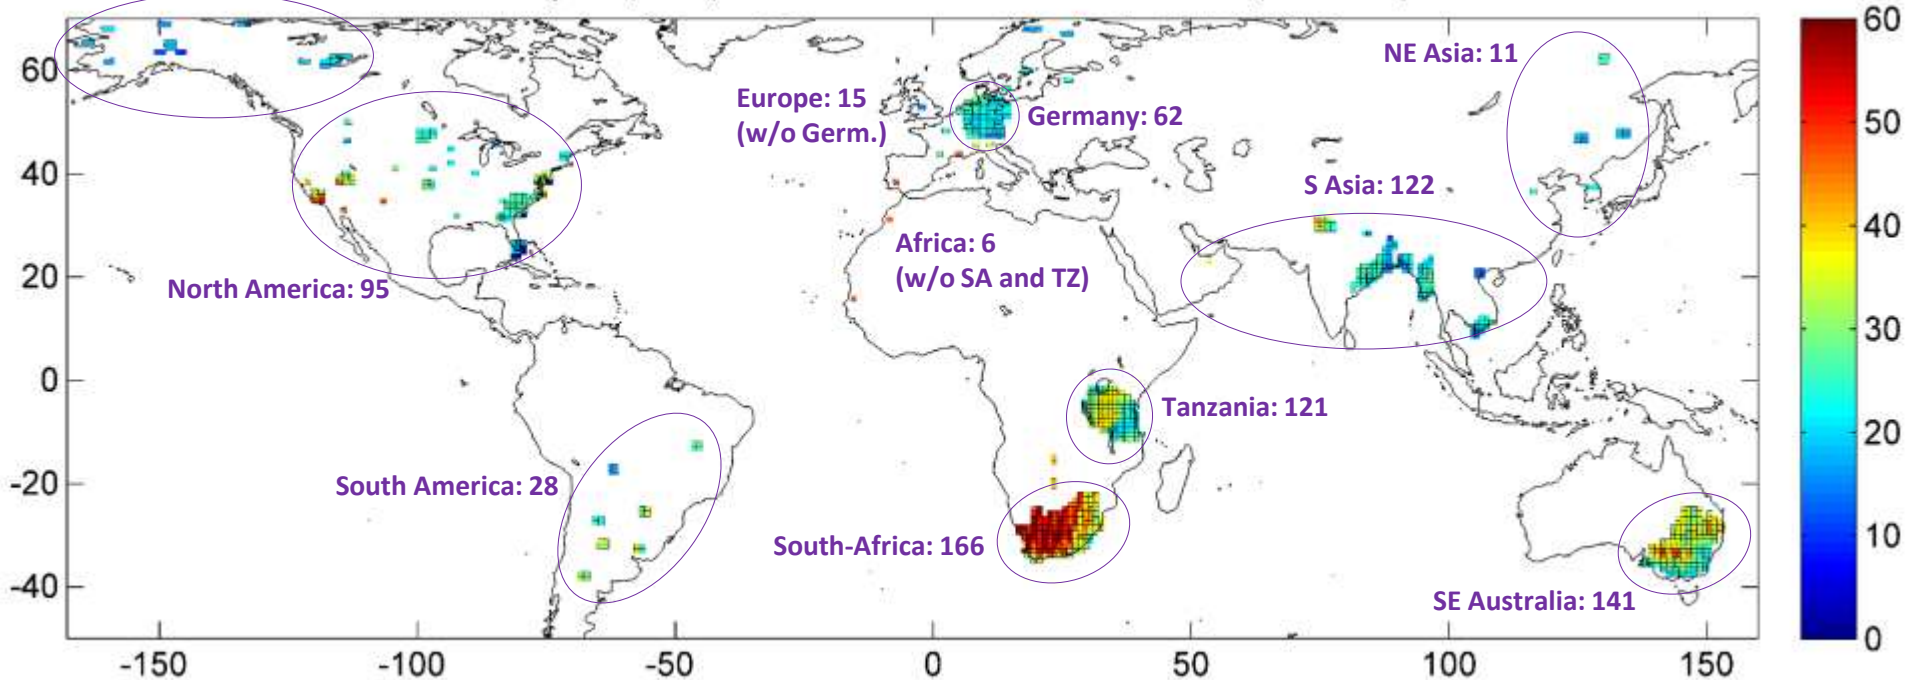 60
NE Asia: 11
60
Europe: 15
(w/o Germ.)
Germany: 62
50
40
S Asia: 122
40
Africa: 6
(w/o SA and TZ)
North America: 95
20
30
0
Tanzania: 121
20
South America: 28
-20
South-Africa: 166
10
-40
SE Australia: 141
0
-150
-100
-50
0
50
100
150